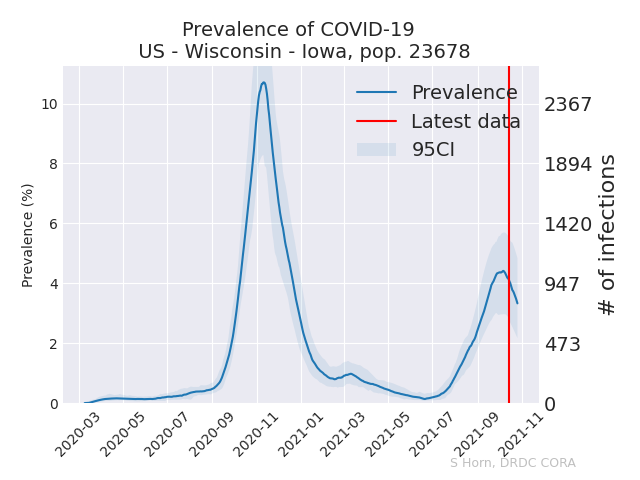 Prevalence of COVID-19
US - Wisconsin - Iowa, pop. 23678
Prevalence
Latest data
95CI
Prevalence (%)
10
8
6
4
2
0
2367
1894
1420
947
473
0
# of infections
2020-03
2020-05
2020-07
2020-09
2020-11
2021-01
2021-03
2021-05
2021-07
2021-09
2021-11
S Horn, DRDC CORA